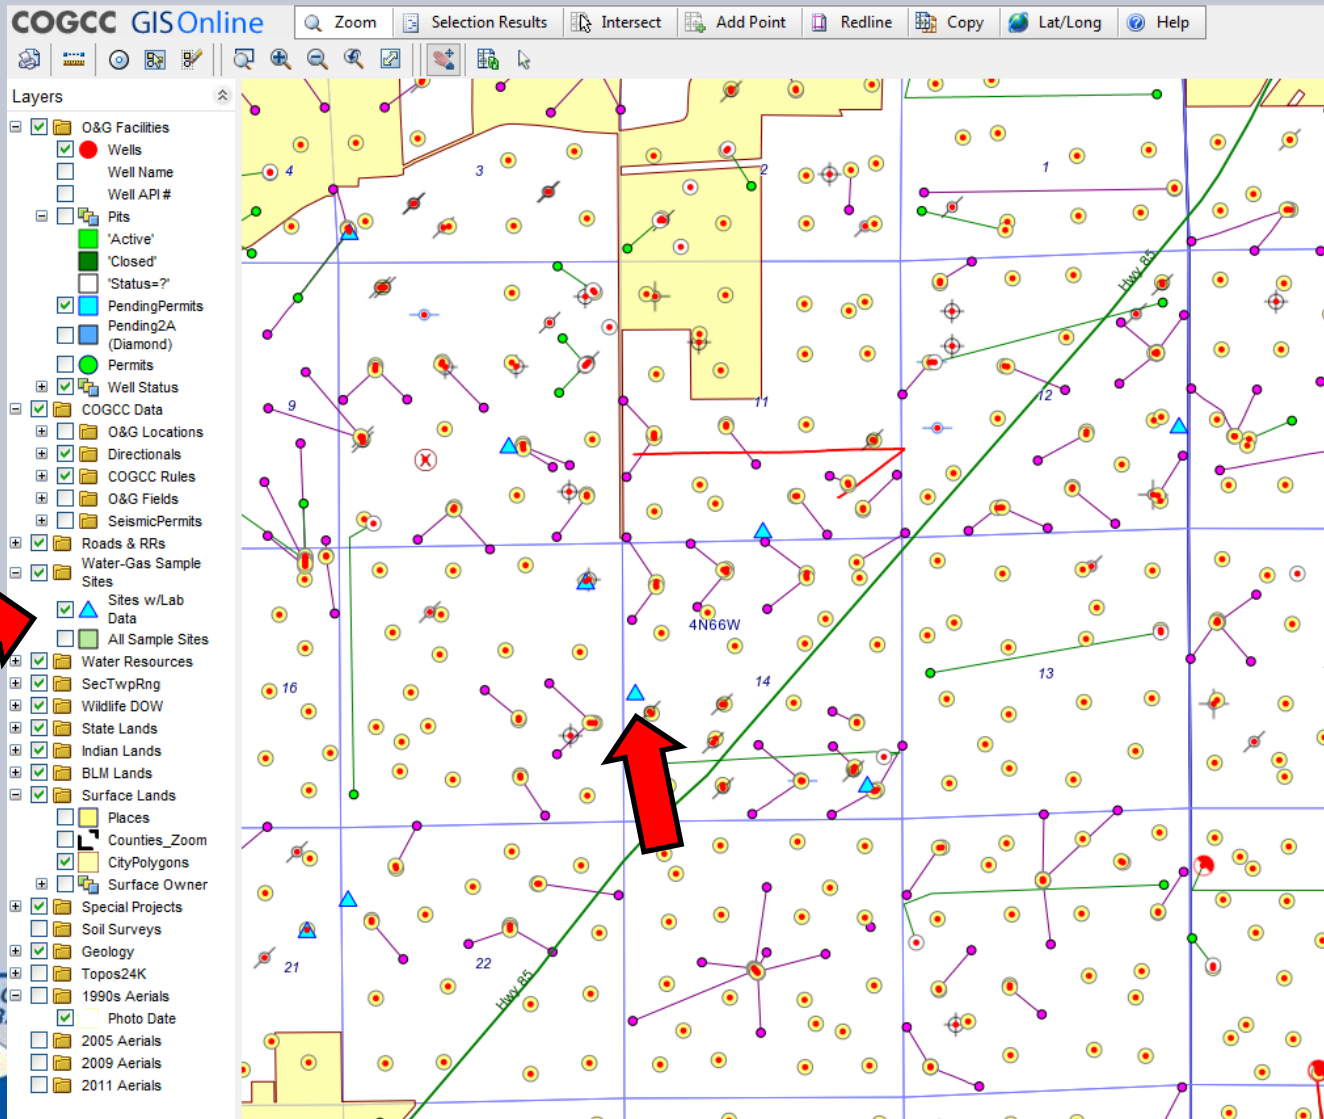 COGCC GISOnline
Zoom
Selection Results
Intersect
Add Point
Redline
Copy
Lat/Long
Help
Layers
O&G Facilities
Wells
Well Name
Well API #
Pits
'Active'
'Closed'
'Status=?'
PendingPermits
Pending2A
(Diamond)
Permits
Well Status
COGCC Data
O&G Locations
Directionals
COGCC Rules
O&G Fields
SeismicPermits
Roads & RRs
Water-Gas Sample
Sites
Sites w/Lab
Data
All Sample Sites
Water Resources
SecTwpRng
Wildlife DOW
State Lands
Indian Lands
BLM Lands
Surface Lands
Places
Counties_Zoom
CityPolygons
Surface Owner
Special Projects
Soil Surveys
Geology
Topos24K
1990s Aerials
Photo Date
2005 Aerials
2009 Aerials
2011 Aerials
4
3
2
1
Hwy 85
9
11
12
4N66W
16
14
13
21
22
Hwy 85